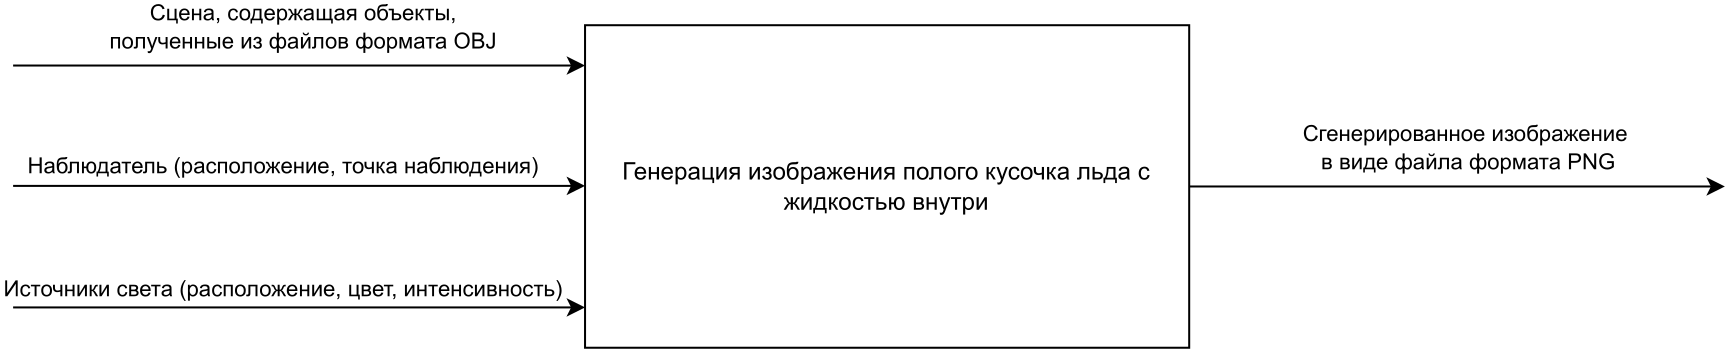 Сцена, содержащая объекты,
полученные из файлов формата OBJ
Наблюдатель (расположение, точка наблюдения)
Источники света (расположение, цвет, интенсивность)
Генерация изображения полого кусочка льда с
жидкостью внутри
Сгенерированное изображение
в виде файла формата PNG